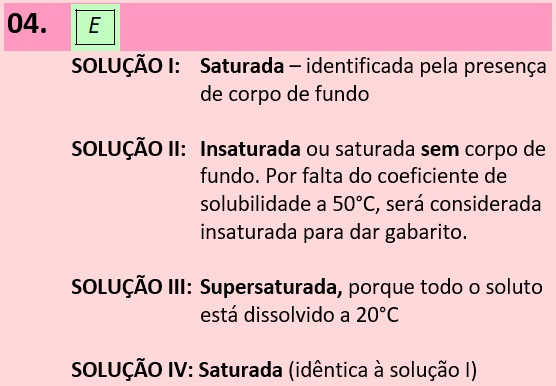 04. E
SOLUÇÃO I: Saturada – identificada pela presença
de corpo de fundo
SOLUÇÃO II: Insaturada ou saturada sem corpo de
fundo. Por falta do coeficiente de
solubilidade a 50°C, será considerada
insaturada para dar gabarito.
SOLUÇÃO III: Supersaturada, porque todo o soluto
está dissolvido a 20°C
SOLUÇÃO IV: Saturada (idêntica à solução I)